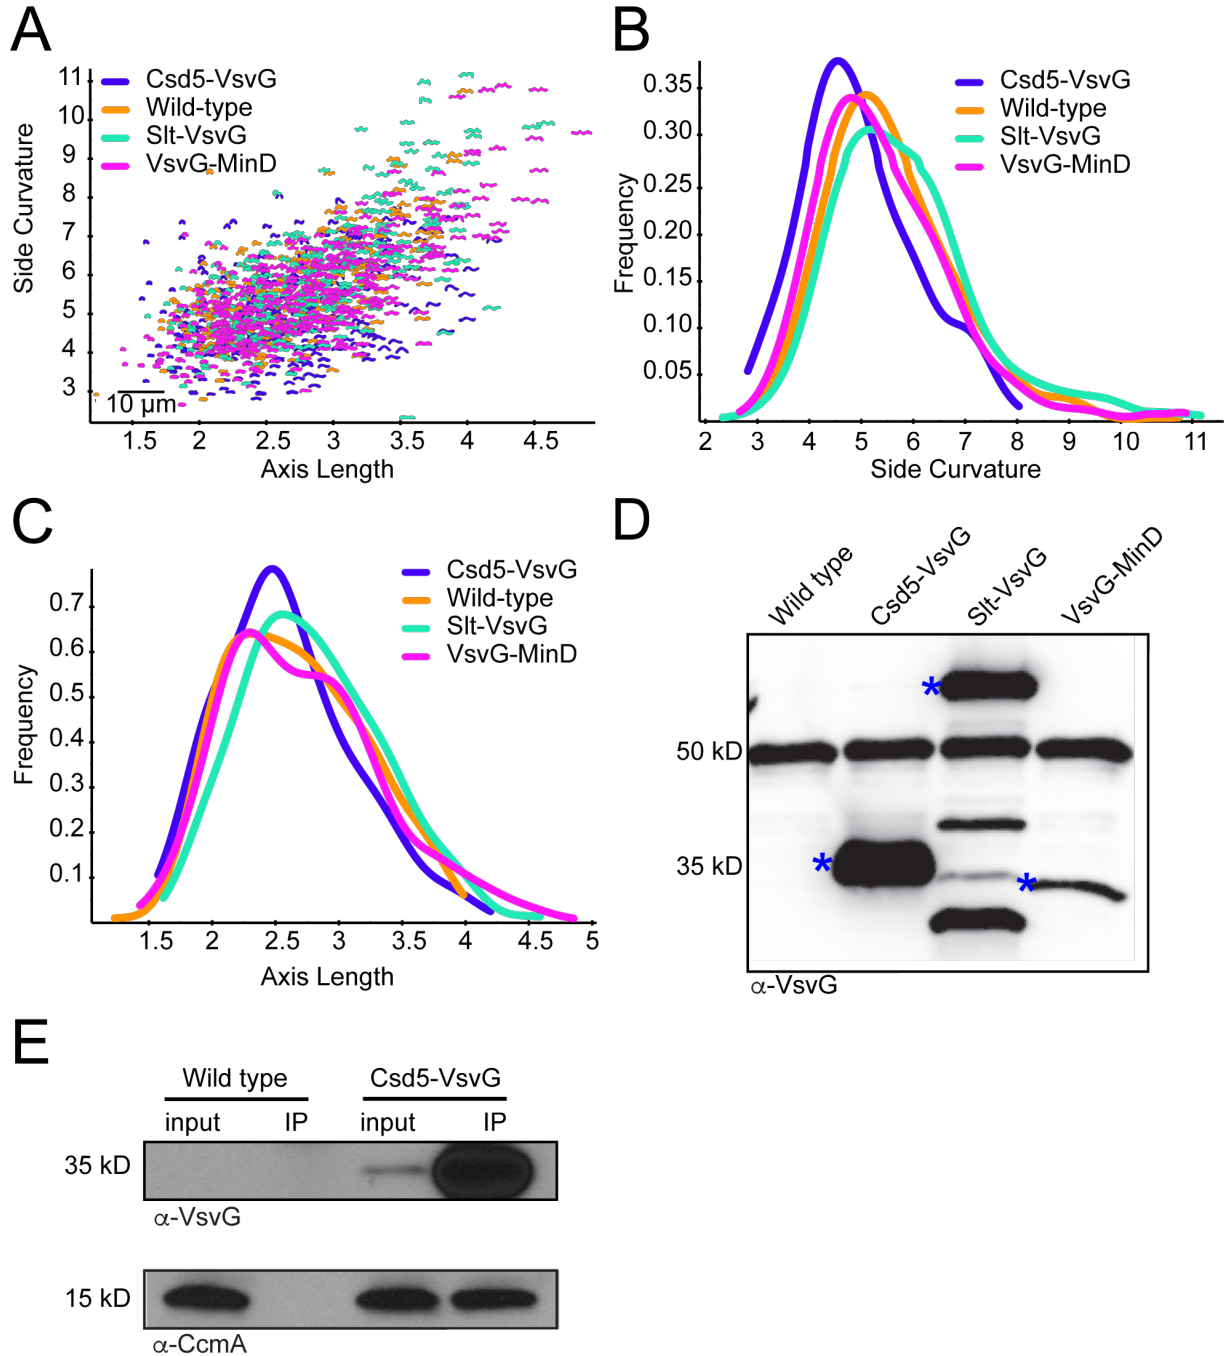 A
Side Curvature
11
10
9
8
7
6
5
4
3
Csd5-VsvG
Wild-type
Slt-VsvG
VsvG-MinD
10 µm
1.5 2 2.5 3 3.5 4 4.5
Axis Length
B
Frequency
0.35
0.30
0.25
0.20
0.15
0.10
0.05
Csd5-VsvG
Wild-type
Slt-VsvG
VsvG-MinD
2 3 4 5 6 7 8 9 10 11
Side Curvature
C
Frequency
0.7
0.6
0.5
0.4
0.3
0.2
0.1
Csd5-VsvG
Wild-type
Slt-VsvG
VsvG-MinD
1.5 2 2.5 3 3.5 4 4.5 5
Axis Length
D
Wild type
Csd5-VsvG
Slt-VsvG
VsvG-MinD
*
50 kD
35 kD
*
*
α-VsvG
E
Wild type Csd5-VsvG
input IP input IP
35 kD
α-VsvG
15 kD
α-CcmA